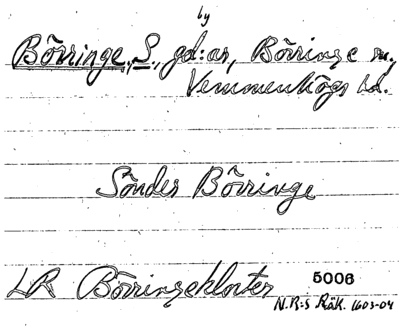 by
Börringe, S., gd:ar, Börringe sn.,
Vemmenhögs hd.
Sönder Börringe
LR Börringekloster 5006
N.R:s Räk. 1603-04